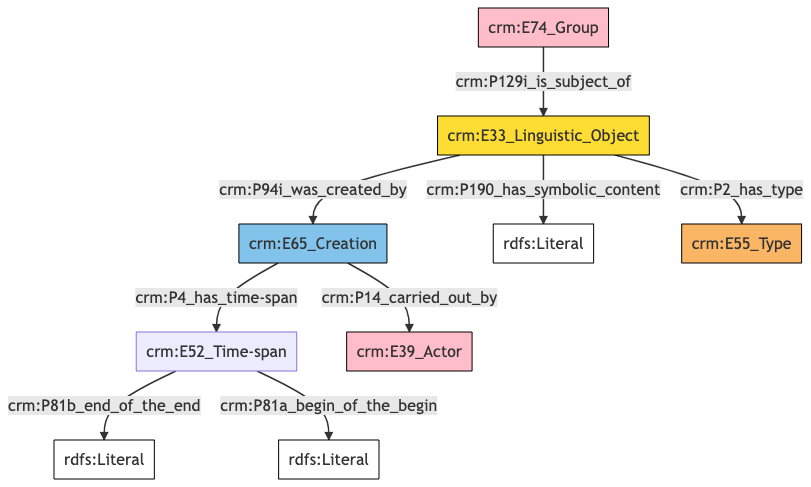 crm:E74_Group
crm:P129i_is_subject_of
crm:E33_Linguistic_Object
crm:P94i_was_created_by
crm:P190_has_symbolic_content
crm:P2_has_type
crm:E65_Creation
rdfs:Literal
crm:E55_Type
crm:P4_has_time-span
crm:P14_carried_out_by
crm:E52_Time-span
crm:E39_Actor
crm:P81b_end_of_the_end
crm:P81a_begin_of_the_begin
rdfs:Literal
rdfs:Literal